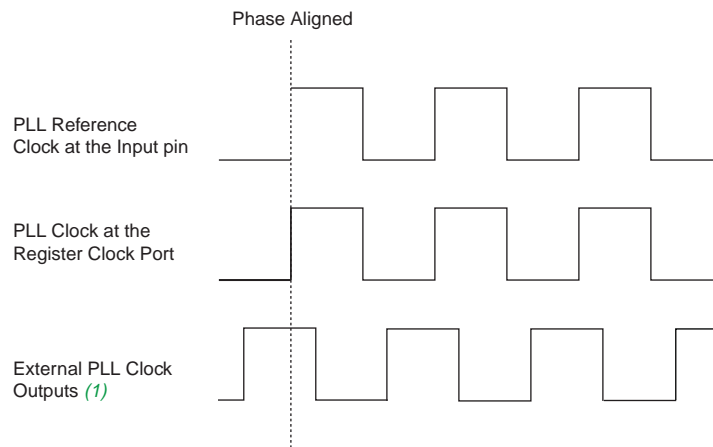 Phase Aligned
PLL Reference
Clock at the Input pin
PLL Clock at the
Register Clock Port
External PLL Clock
Outputs (1)